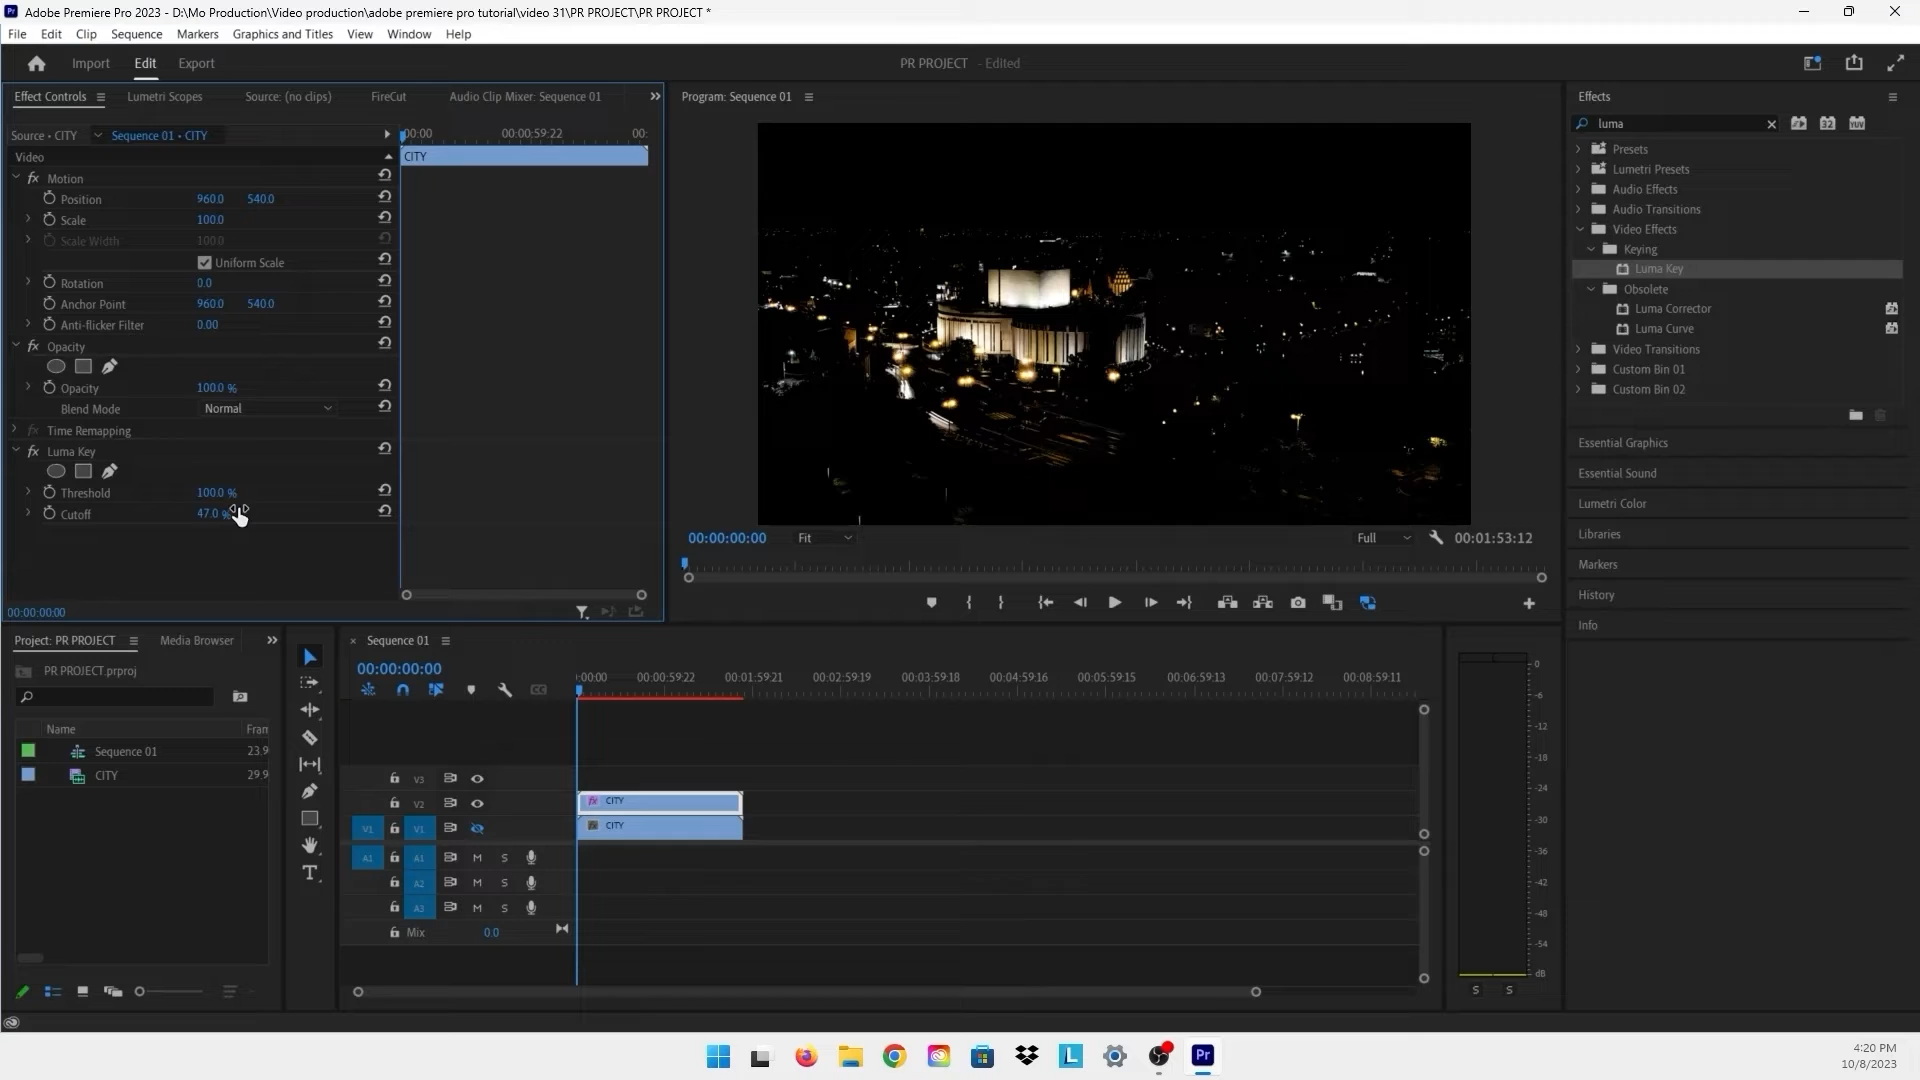 Adobe Premiere Pro 2023 - D:\Mo Production\Video production\adobe premiere pro tutorial\video 31\PR PROJECT\PR PROJECT *
File Edit Clip Sequence Markers Graphics and Titles View Window Help
Import Edit Export
PR PROJECT - Edited
Effect Controls Lumetri Scopes Source: (no clips) FireCut Audio Clip Mixer: Sequence 01
Source • CITY Sequence 01 • CITY
:00:00 00:00:59:22 00:
CITY
Video
fx Motion
Position 960.0 540.0
Scale 100.0
Scale Width 100.0
Uniform Scale
Rotation 0.0
Anchor Point 960.0 540.0
Anti-flicker Filter 0.00
fx Opacity
Opacity 100.0 %
Blend Mode Normal
fx Time Remapping
fx Luma Key
Threshold 100.0 %
Cutoff 47.0 %
00:00:00:00
Program: Sequence 01
00:00:00:00 Fit Full 00:01:53:12
Effects
luma
32 YUV
Presets
Lumetri Presets
Audio Effects
Audio Transitions
Video Effects
Keying
Luma Key
Obsolete
Luma Corrector
Luma Curve
Video Transitions
Custom Bin 01
Custom Bin 02
Essential Graphics
Essential Sound
Lumetri Color
Libraries
Markers
History
Info
Project: PR PROJECT Media Browser
PR PROJECT.prproj
Name Fran
Sequence 01 23.9
CITY 29.9
Sequence 01
00:00:00:00
:00:00 00:00:59:22 00:01:59:21 00:02:59:19 00:03:59:18 00:04:59:16 00:05:59:15 00:06:59:13 00:07:59:12 00:08:59:11
CC
V3
V2
fx CITY
V1 V1
fx CITY
A1 A1 M S
A2 M S
A3 M S
Mix 0.0
T
0
-6
-12
-18
-24
-30
-36
-42
-48
-54
dB
S S
L
Pr
4:20 PM
10/8/2023